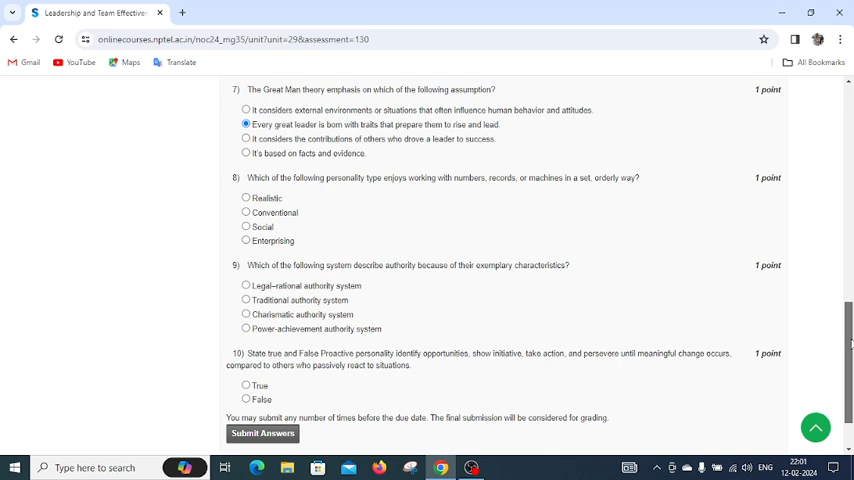 Leadership and Team Effective
onlinecourses.nptel.ac.in/noc24_mg35/unit?unit=29&assessment=130
Gmail YouTube Maps Translate All Bookmarks
7) The Great Man theory emphasis on which of the following assumption? 1 point
It considers external environments or situations that often influence human behavior and attitudes.
Every great leader is born with traits that prepare them to rise and lead.
It considers the contributions of others who drove a leader to success.
It's based on facts and evidence.
8) Which of the following personality type enjoys working with numbers, records, or machines in a set, orderly way? 1 point
Realistic
Conventional
Social
Enterprising
9) Which of the following system describe authority because of their exemplary characteristics? 1 point
Legal–rational authority system
Traditional authority system
Charismatic authority system
Power-achievement authority system
10) State true and False Proactive personality identify opportunities, show initiative, take action, and persevere until meaningful change occurs, 1 point
compared to others who passively react to situations.
True
False
You may submit any number of times before the due date. The final submission will be considered for grading.
Submit Answers
Type here to search
ENG
22:01
12-02-2024